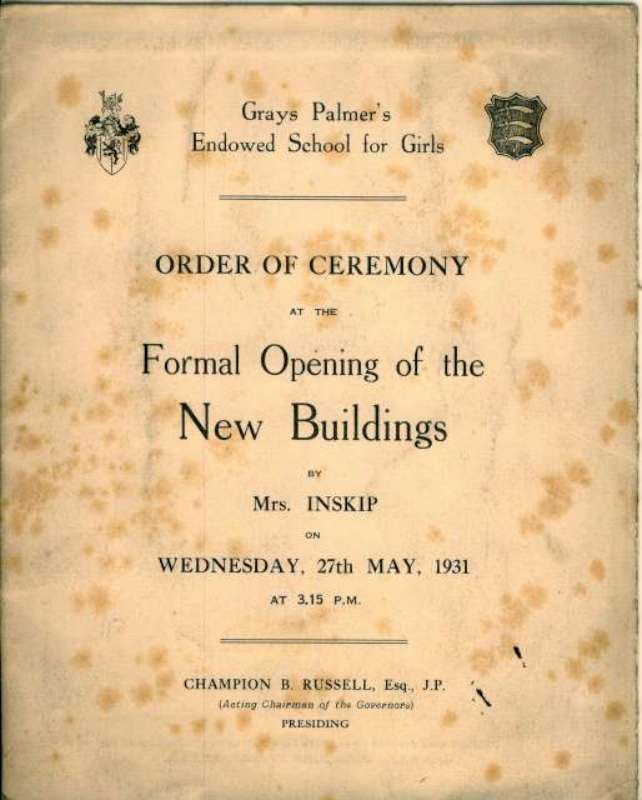 Grays Palmer's
Endowed School for Girls
ORDER OF CEREMONY
AT THE
Formal Opening of the
New Buildings
BY
Mrs. INSKIP
ON
WEDNESDAY, 27th MAY, 1931
AT 3.15 P.M.
CHAMPION B. RUSSELL, Esq., J.P.
(Acting Chairman of the Governors)
PRESIDING